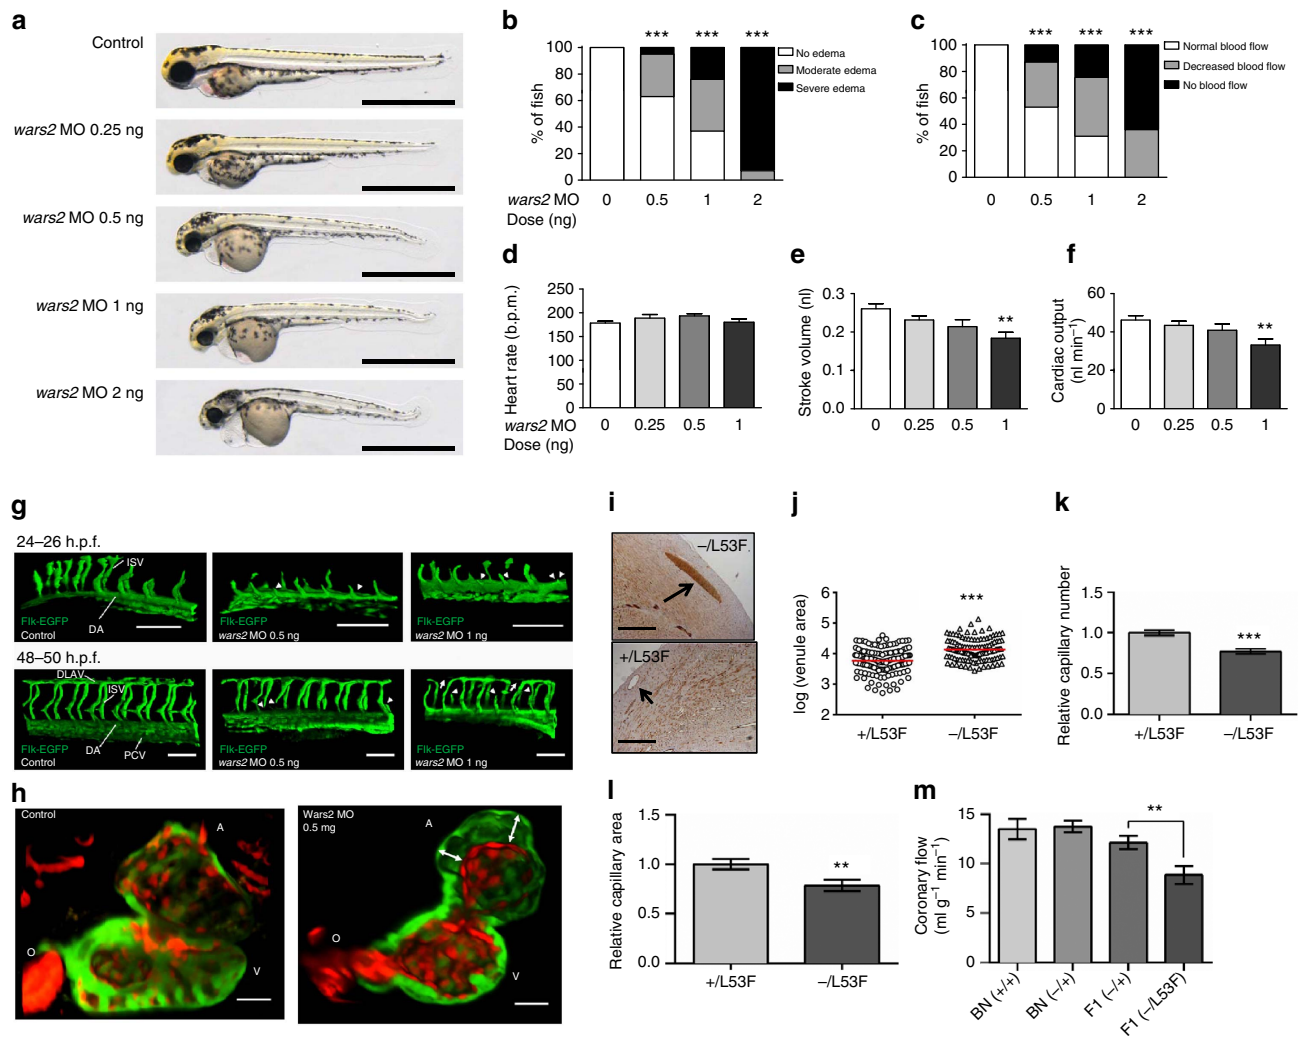 a
Control
wars2 MO 0.25 ng
wars2 MO 0.5 ng
wars2 MO 1 ng
wars2 MO 2 ng
b
***
***
***
100
80
60
40
20
0
% of fish
No edema
Moderate edema
Severe edema
wars2 MO
Dose (ng)
0
0.5
1
2
c
***
***
***
100
80
60
40
20
0
% of fish
Normal blood flow
Decreased blood flow
No blood flow
0
0.5
1
2
d
250
200
150
100
50
0
Heart rate (b.p.m.)
wars2 MO
Dose (ng)
0
0.25
0.5
1
e
0.3
0.2
0.1
0.0
Stroke volume (nl)
**
0
0.25
0.5
1
f
60
40
20
0
Cardiac output
(nl min−1)
**
0
0.25
0.5
1
g
24–26 h.p.f.
ISV
DA
Flk-EGFP
Control
Flk-EGFP
wars2 MO 0.5 ng
Flk-EGFP
wars2 MO 1 ng
48–50 h.p.f.
DLAV
ISV
DA
PCV
Flk-EGFP
Control
Flk-EGFP
wars2 MO 0.5 ng
Flk-EGFP
wars2 MO 1 ng
h
Control
A
O
V
Wars2 MO
0.5 mg
A
O
V
i
−/L53F
+/L53F
j
6
5
4
3
2
log (venule area)
***
+/L53F
−/L53F
k
1.5
1.0
0.5
0.0
Relative capillary number
***
+/L53F
−/L53F
l
1.5
1.0
0.5
0.0
Relative capillary area
**
+/L53F
−/L53F
m
15
10
5
0
Coronary flow
(ml g−1 min−1)
**
BN (+/+)
BN (−/+)
F1 (−/+)
F1 (−/L53F)